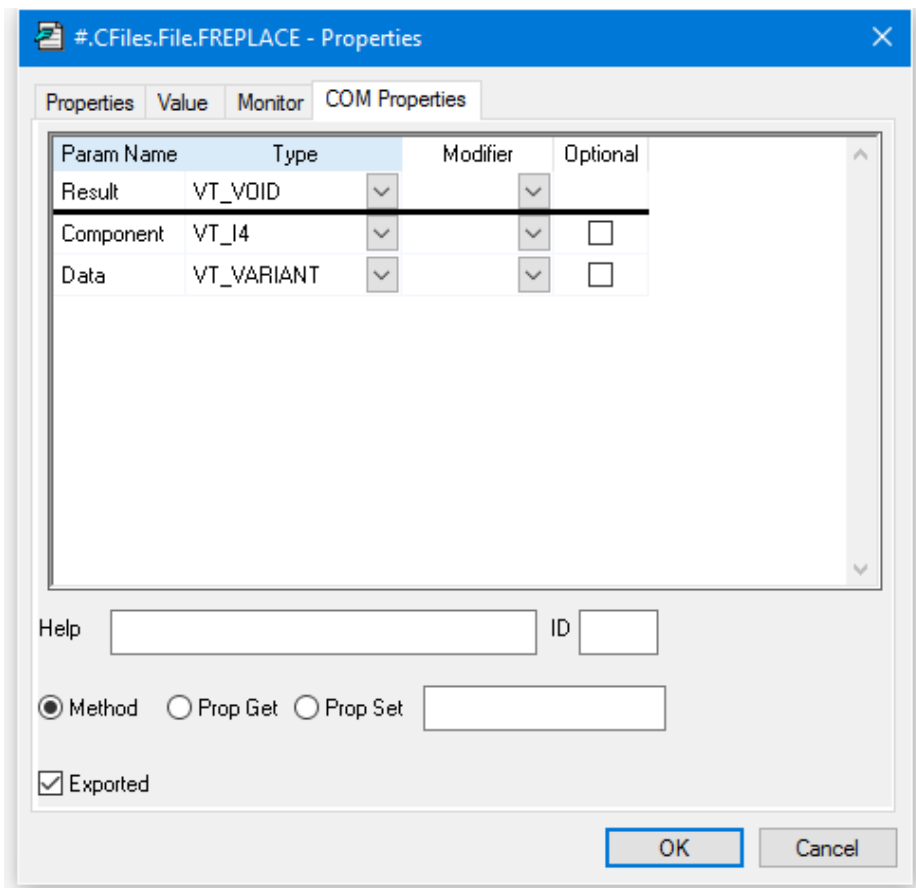 #.CFiles.File.FREPLACE - Properties
Properties Value Monitor COM Properties
Param Name Type Modifier Optional
Result VT_VOID
Component VT_I4
Data VT_VARIANT
Help ID
Method Prop Get Prop Set
Exported
OK Cancel